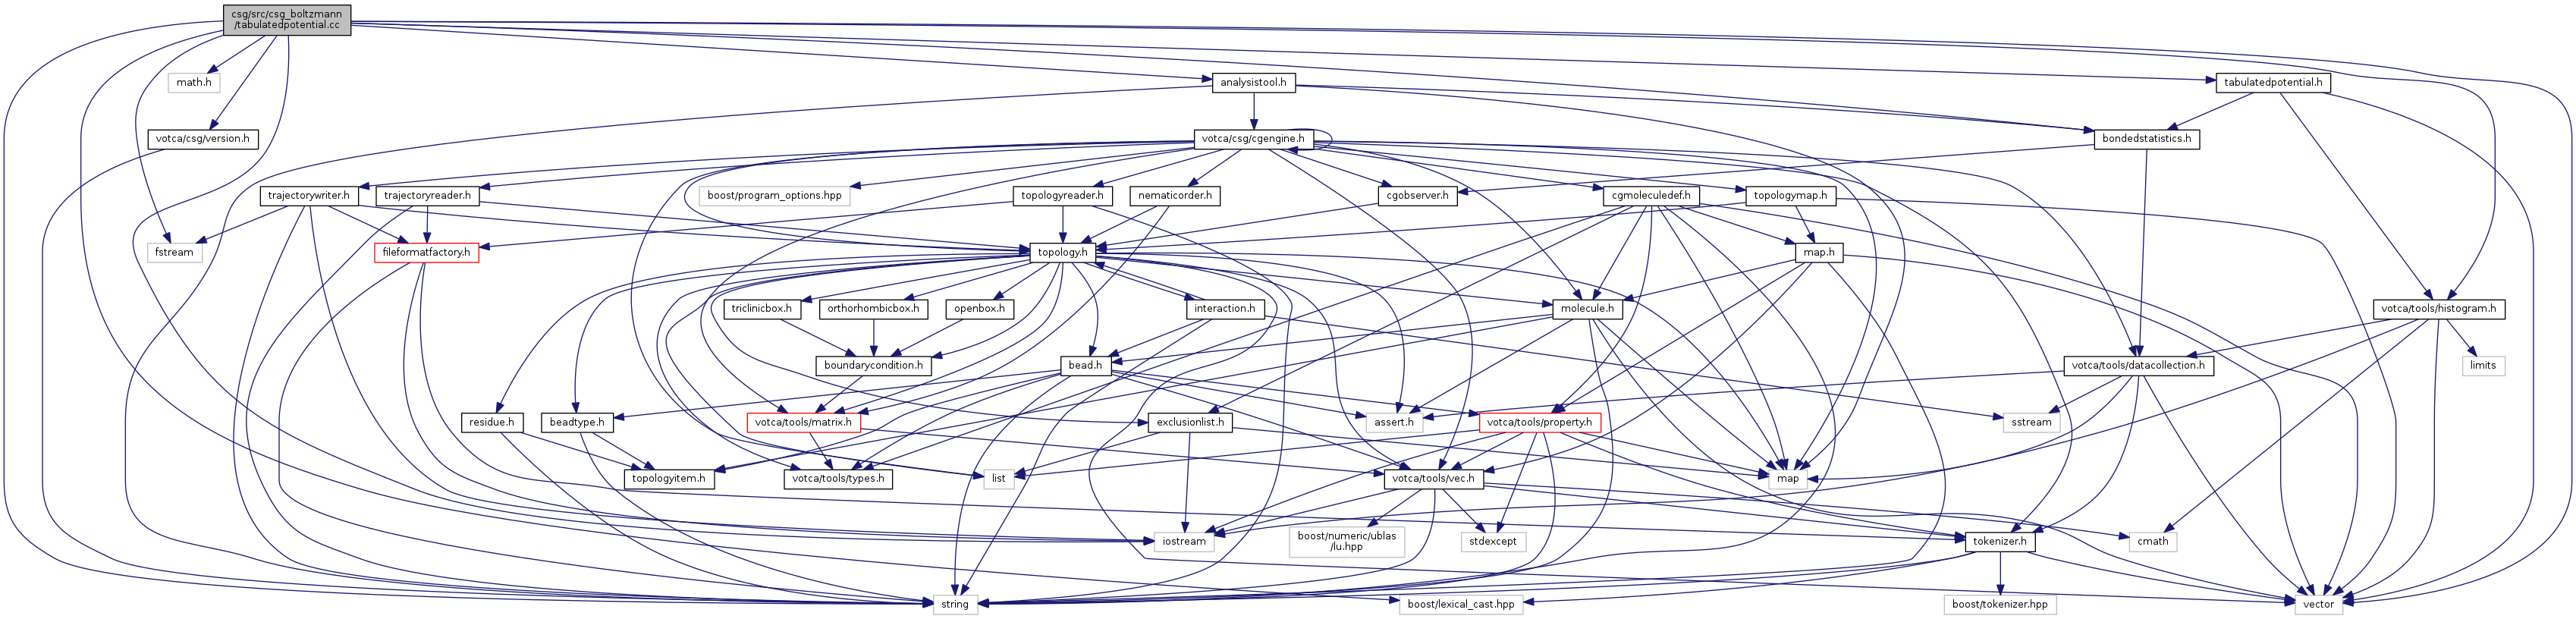 csg/src/csg_boltzmann
/tabulatedpotential.cc
math.h
analysistool.h
tabulatedpotential.h
votca/csg/version.h
votca/csg/cgengine.h
bondedstatistics.h
trajectorywriter.h
trajectoryreader.h
boost/program_options.hpp
topologyreader.h
nematicorder.h
cgobserver.h
cgmoleculedef.h
topologymap.h
fstream
fileformatfactory.h
topology.h
map.h
triclinicbox.h
orthorhombicbox.h
openbox.h
interaction.h
molecule.h
votca/tools/histogram.h
boundarycondition.h
bead.h
votca/tools/datacollection.h
limits
residue.h
beadtype.h
votca/tools/matrix.h
exclusionlist.h
assert.h
votca/tools/property.h
sstream
topologyitem.h
votca/tools/types.h
list
votca/tools/vec.h
map
iostream
boost/numeric/ublas
/lu.hpp
stdexcept
tokenizer.h
cmath
string
boost/lexical_cast.hpp
boost/tokenizer.hpp
vector